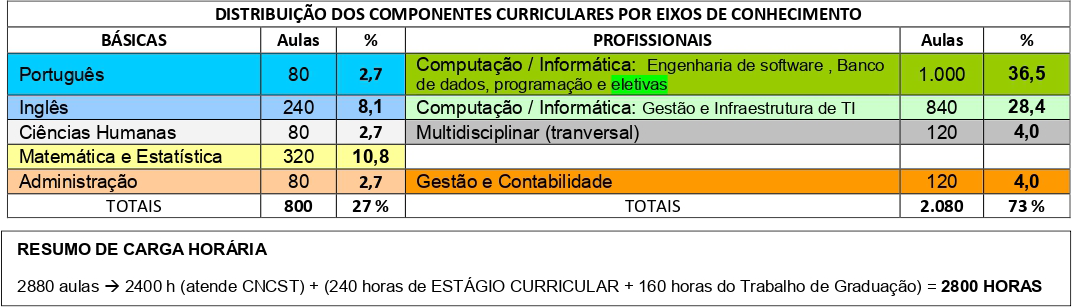 DISTRIBUIÇÃO DOS COMPONENTES CURRICULARES POR EIXOS DE CONHECIMENTO
BÁSICAS Aulas % PROFISSIONAIS Aulas %
Português 80 2,7 Computação / Informática: Engenharia de software , Banco de dados, programação e eletivas 1.000 36,5
Inglês 240 8,1 Computação / Informática: Gestão e Infraestrutura de TI 840 28,4
Ciências Humanas 80 2,7 Multidisciplinar (tranversal) 120 4,0
Matemática e Estatística 320 10,8
Administração 80 2,7 Gestão e Contabilidade 120 4,0
TOTAIS 800 27 % TOTAIS 2.080 73 %
RESUMO DE CARGA HORÁRIA
2880 aulas → 2400 h (atende CNCST) + (240 horas de ESTÁGIO CURRICULAR + 160 horas do Trabalho de Graduação) = 2800 HORAS